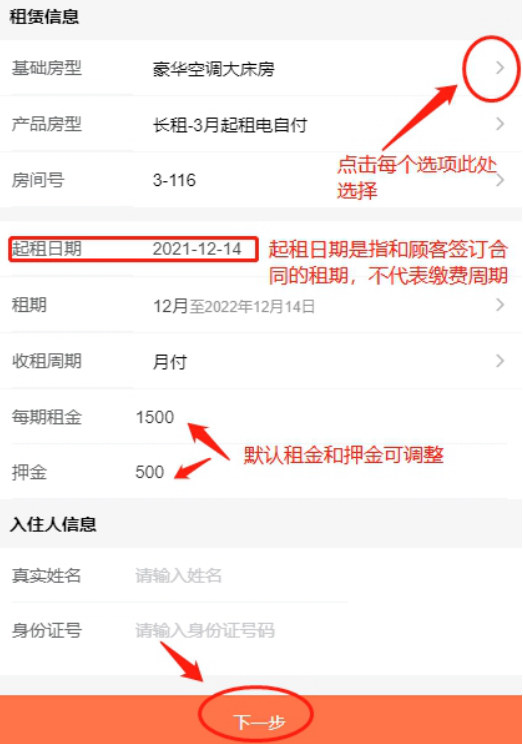 租赁信息
基础房型 豪华空调大床房
产品房型 长租-3月起租电自付
点击每个选项此处
选择
房间号 3-116
起租日期 2021-12-14
起租日期是指和顾客签订合
同的租期，不代表缴费周期
租期 12月至2022年12月14日
收租周期 月付
每期租金 1500
默认租金和押金可调整
押金 500
入住人信息
真实姓名 请输入姓名
身份证号 请输入身份证号码
下一步